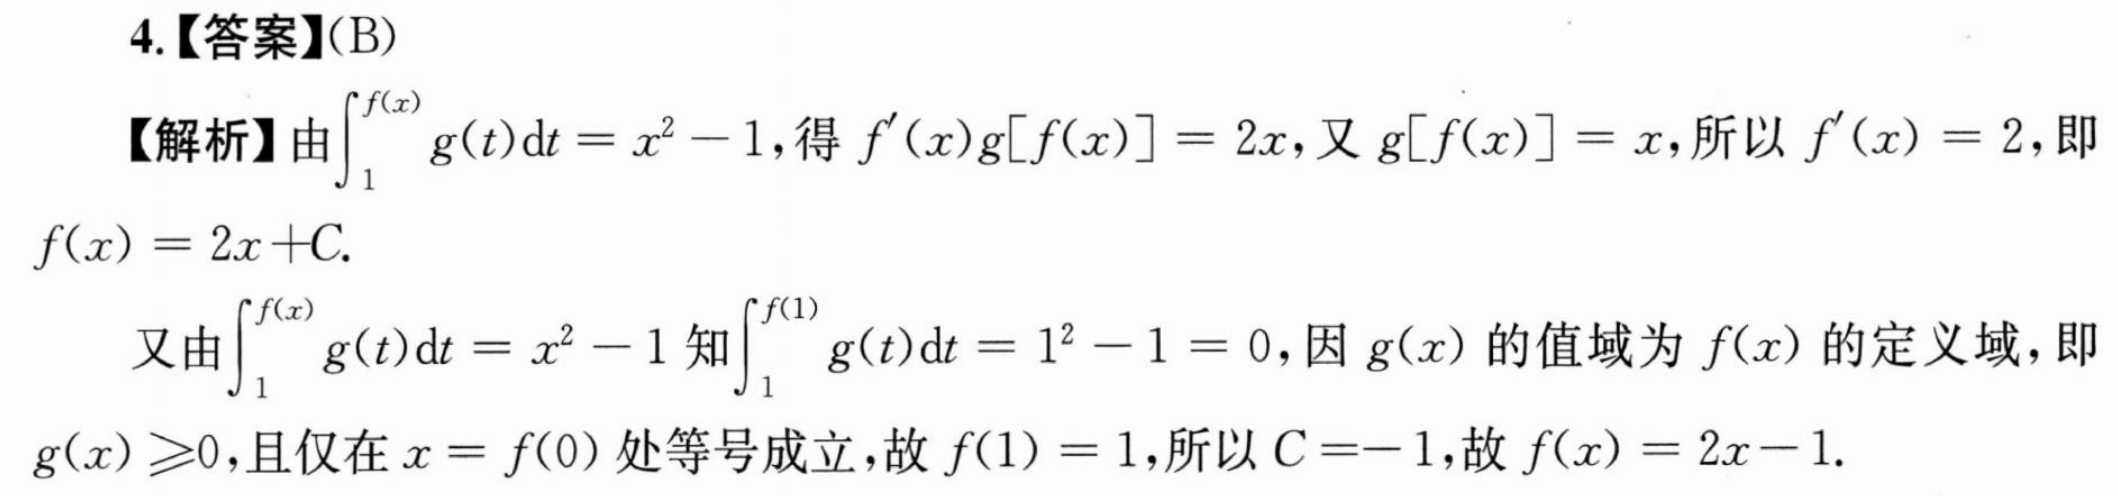 4.【答案】(B)
【解析】由∫₁^{f(x)} g(t)dt = x² − 1,得 f′(x)g[f(x)] = 2x,又 g[f(x)] = x,所以 f′(x) = 2,即
f(x) = 2x+C.
又由∫₁^{f(x)} g(t)dt = x² − 1 知∫₁^{f(1)} g(t)dt = 1² − 1 = 0,因 g(x) 的值域为 f(x) 的定义域,即
g(x) ⩾0,且仅在 x = f(0) 处等号成立,故 f(1) = 1,所以 C =− 1,故 f(x) = 2x − 1.